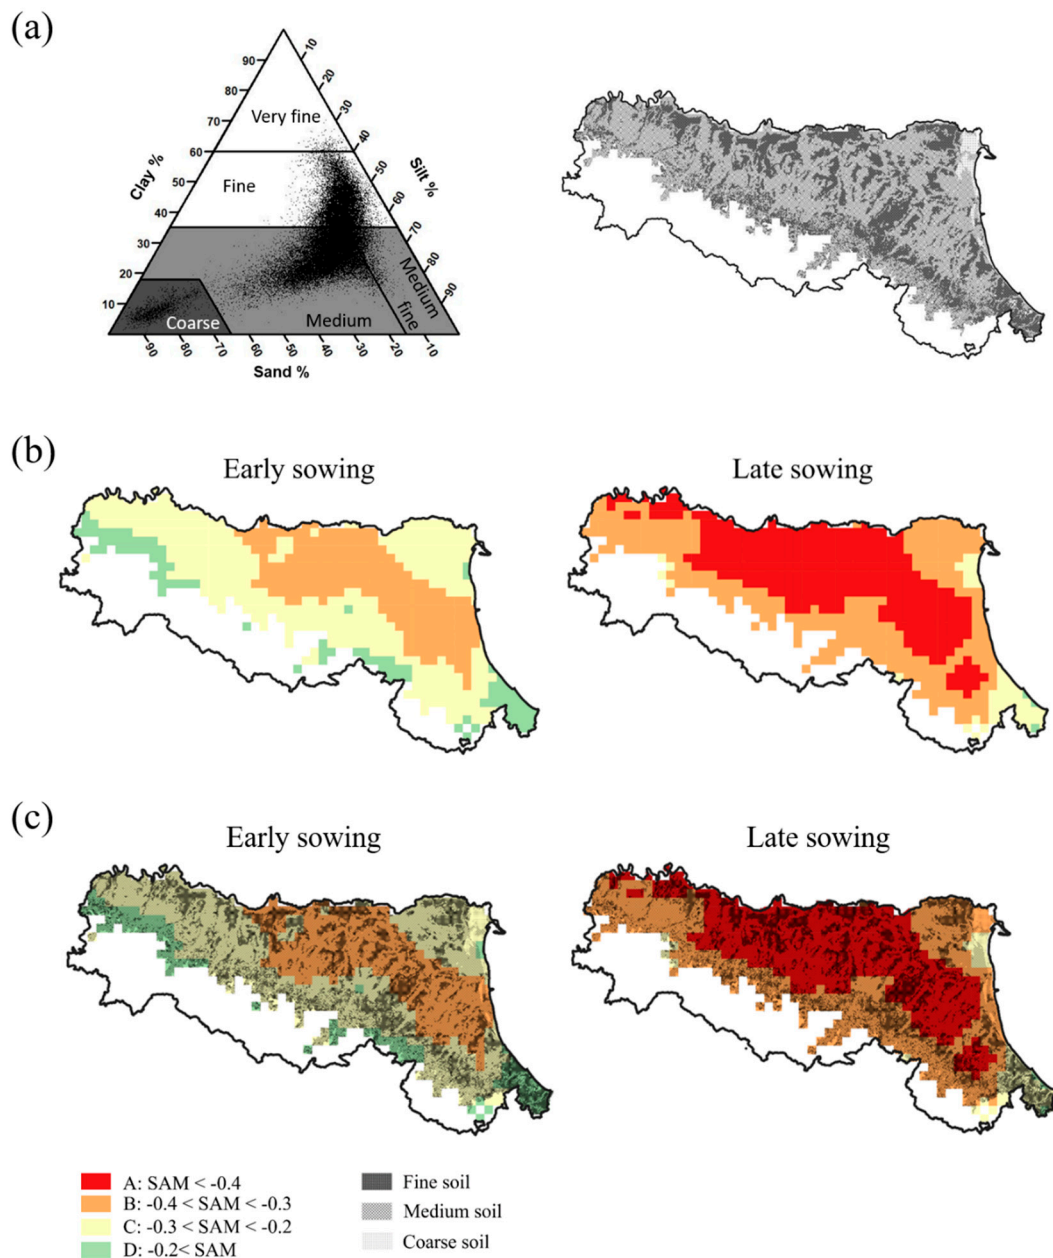 (a)
90
80
70
60
50
40
30
20
10
Clay %
10
20
30
40
50
60
70
80
90
Silt %
90
80
70
60
50
40
30
20
10
Sand %
Very fine
Fine
Medium fine
Coarse
Medium
(b)
Early sowing
Late sowing
(c)
Early sowing
Late sowing
A: SAM < -0.4
B: -0.4 < SAM < -0.3
C: -0.3 < SAM < -0.2
D: -0.2< SAM
Fine soil
Medium soil
Coarse soil